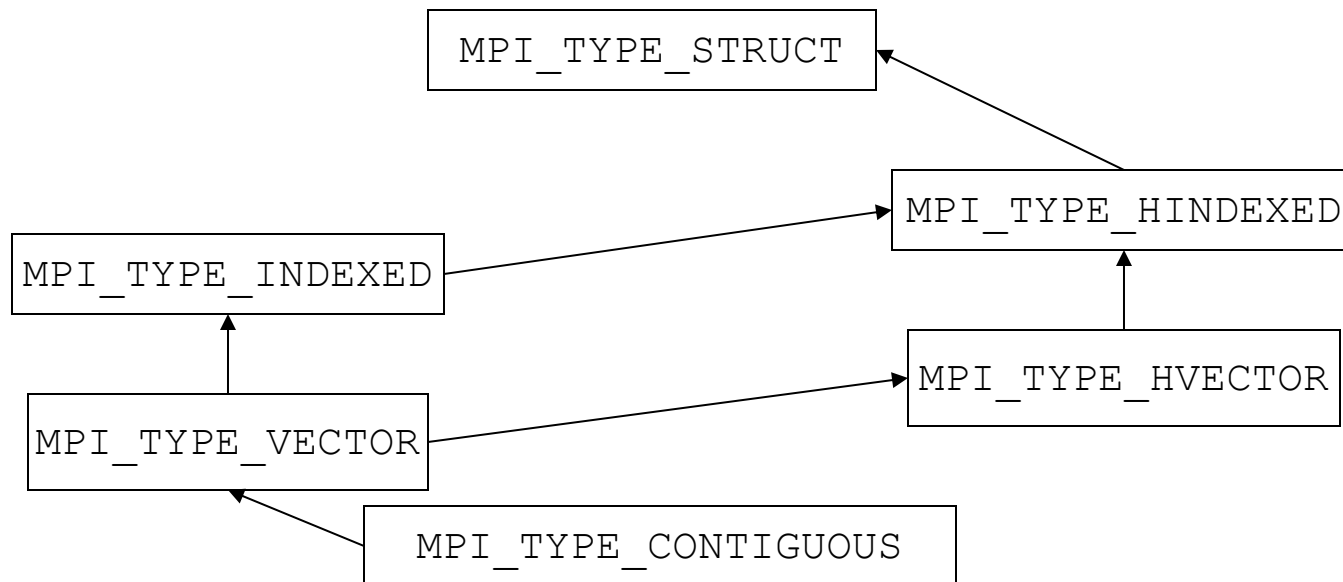 MPI_TYPE_STRUCT
MPI_TYPE_HINDEXED
MPI_TYPE_INDEXED
MPI_TYPE_HVECTOR
MPI_TYPE_VECTOR
MPI_TYPE_CONTIGUOUS